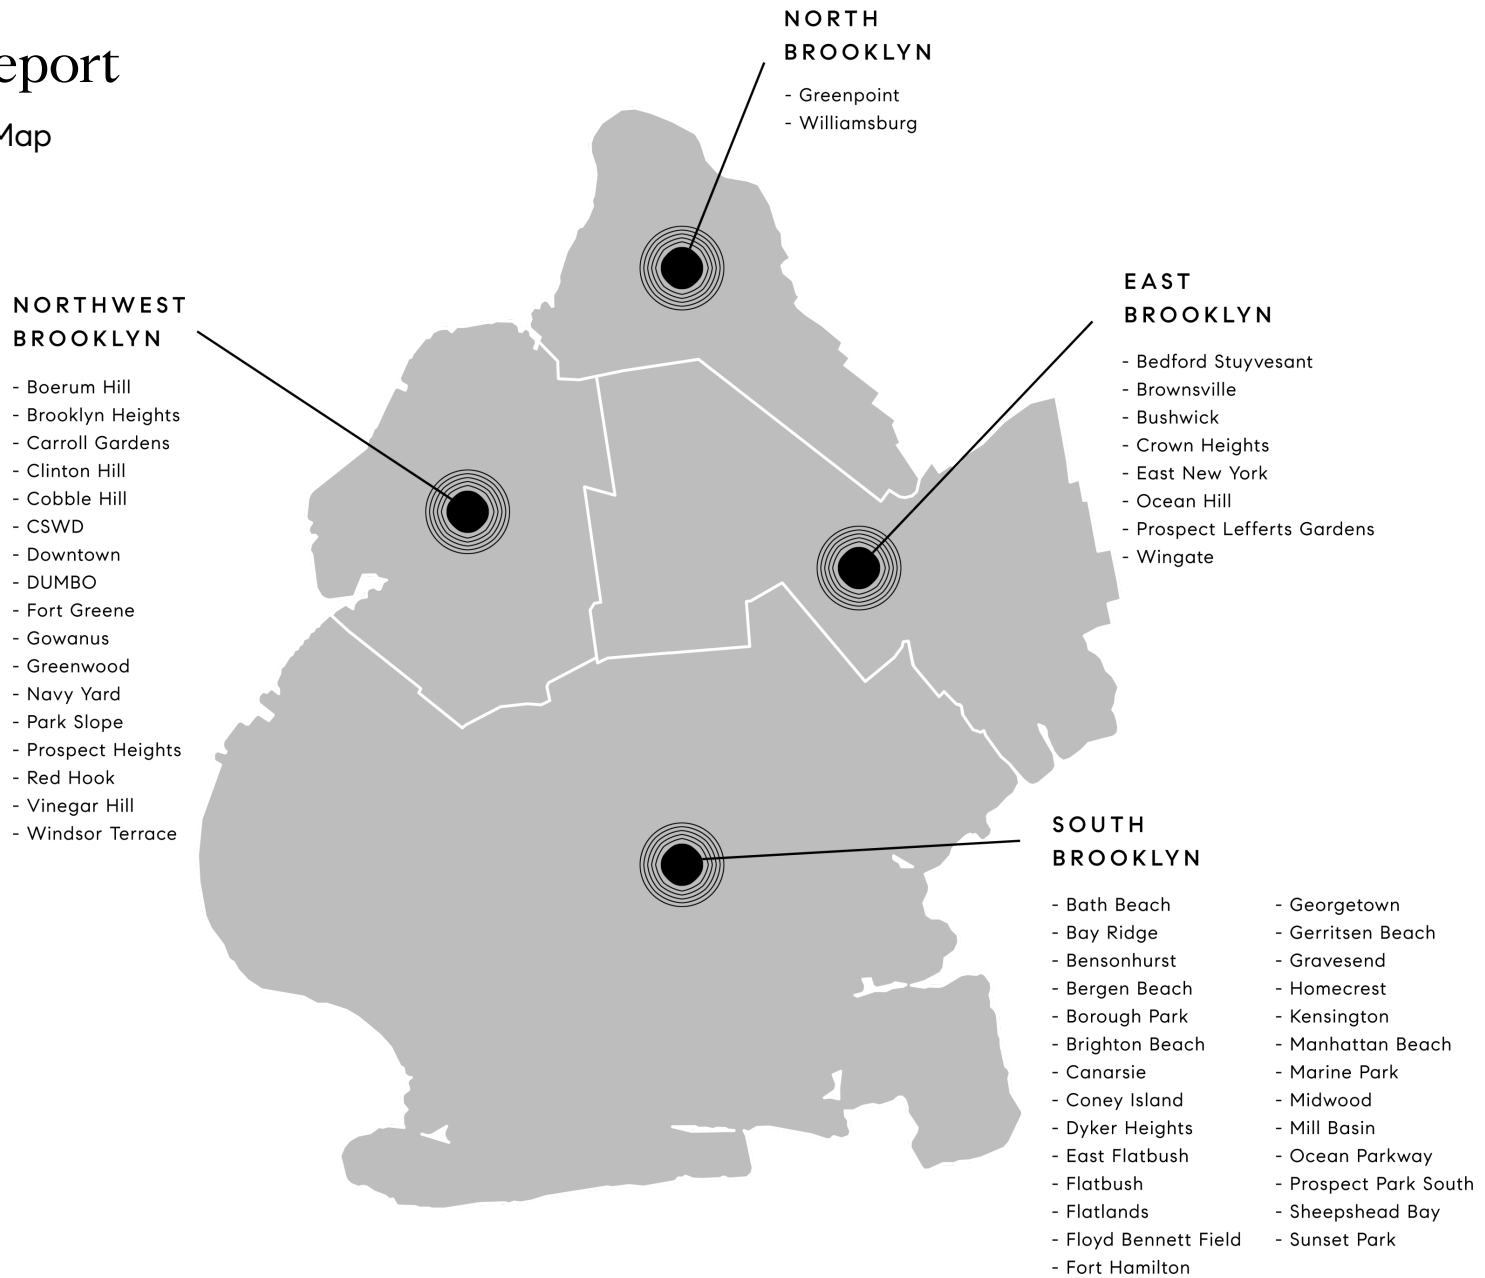 eport
Map
NORTH
BROOKLYN
- Greenpoint
- Williamsburg
NORTHWEST
BROOKLYN
- Boerum Hill
- Brooklyn Heights
- Carroll Gardens
- Clinton Hill
- Cobble Hill
- CSWD
- Downtown
- DUMBO
- Fort Greene
- Gowanus
- Greenwood
- Navy Yard
- Park Slope
- Prospect Heights
- Red Hook
- Vinegar Hill
- Windsor Terrace
EAST
BROOKLYN
- Bedford Stuyvesant
- Brownsville
- Bushwick
- Crown Heights
- East New York
- Ocean Hill
- Prospect Lefferts Gardens
- Wingate
SOUTH
BROOKLYN
- Bath Beach
- Bay Ridge
- Bensonhurst
- Bergen Beach
- Borough Park
- Brighton Beach
- Canarsie
- Coney Island
- Dyker Heights
- East Flatbush
- Flatbush
- Flatlands
- Floyd Bennett Field
- Fort Hamilton
- Georgetown
- Gerritsen Beach
- Gravesend
- Homecrest
- Kensington
- Manhattan Beach
- Marine Park
- Midwood
- Mill Basin
- Ocean Parkway
- Prospect Park South
- Sheepshead Bay
- Sunset Park